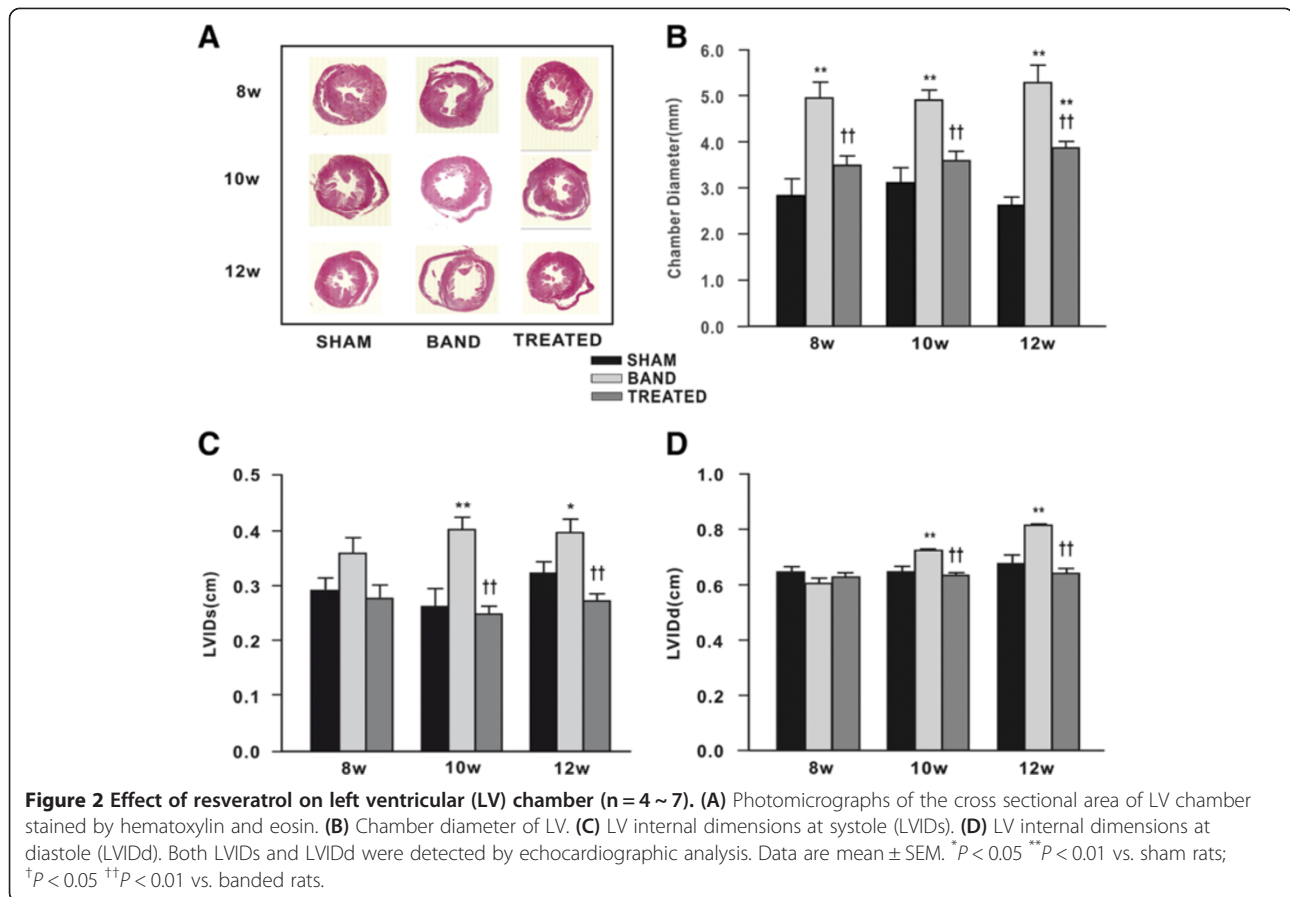 A
8w
10w
12w
SHAM BAND TREATED
B
6.0
5.0
4.0
3.0
2.0
1.0
0.0
Chamber Diameter(mm)
** ** **
** 
†† †† ††
8w 10w 12w
SHAM
BAND
TREATED
C
0.5
0.4
0.3
0.2
0.1
0.0
LVIDs(cm)
** *
†† ††
8w 10w 12w
D
1.0
0.8
0.6
0.4
0.2
0.0
LVIDd(cm)
** **
†† ††
8w 10w 12w
Figure 2 Effect of resveratrol on left ventricular (LV) chamber (n = 4 ~ 7). (A) Photomicrographs of the cross sectional area of LV chamber
stained by hematoxylin and eosin. (B) Chamber diameter of LV. (C) LV internal dimensions at systole (LVIDs). (D) LV internal dimensions at
diastole (LVIDd). Both LVIDs and LVIDd were detected by echocardiographic analysis. Data are mean ± SEM. *P < 0.05 **P < 0.01 vs. sham rats;
†P < 0.05 ††P < 0.01 vs. banded rats.